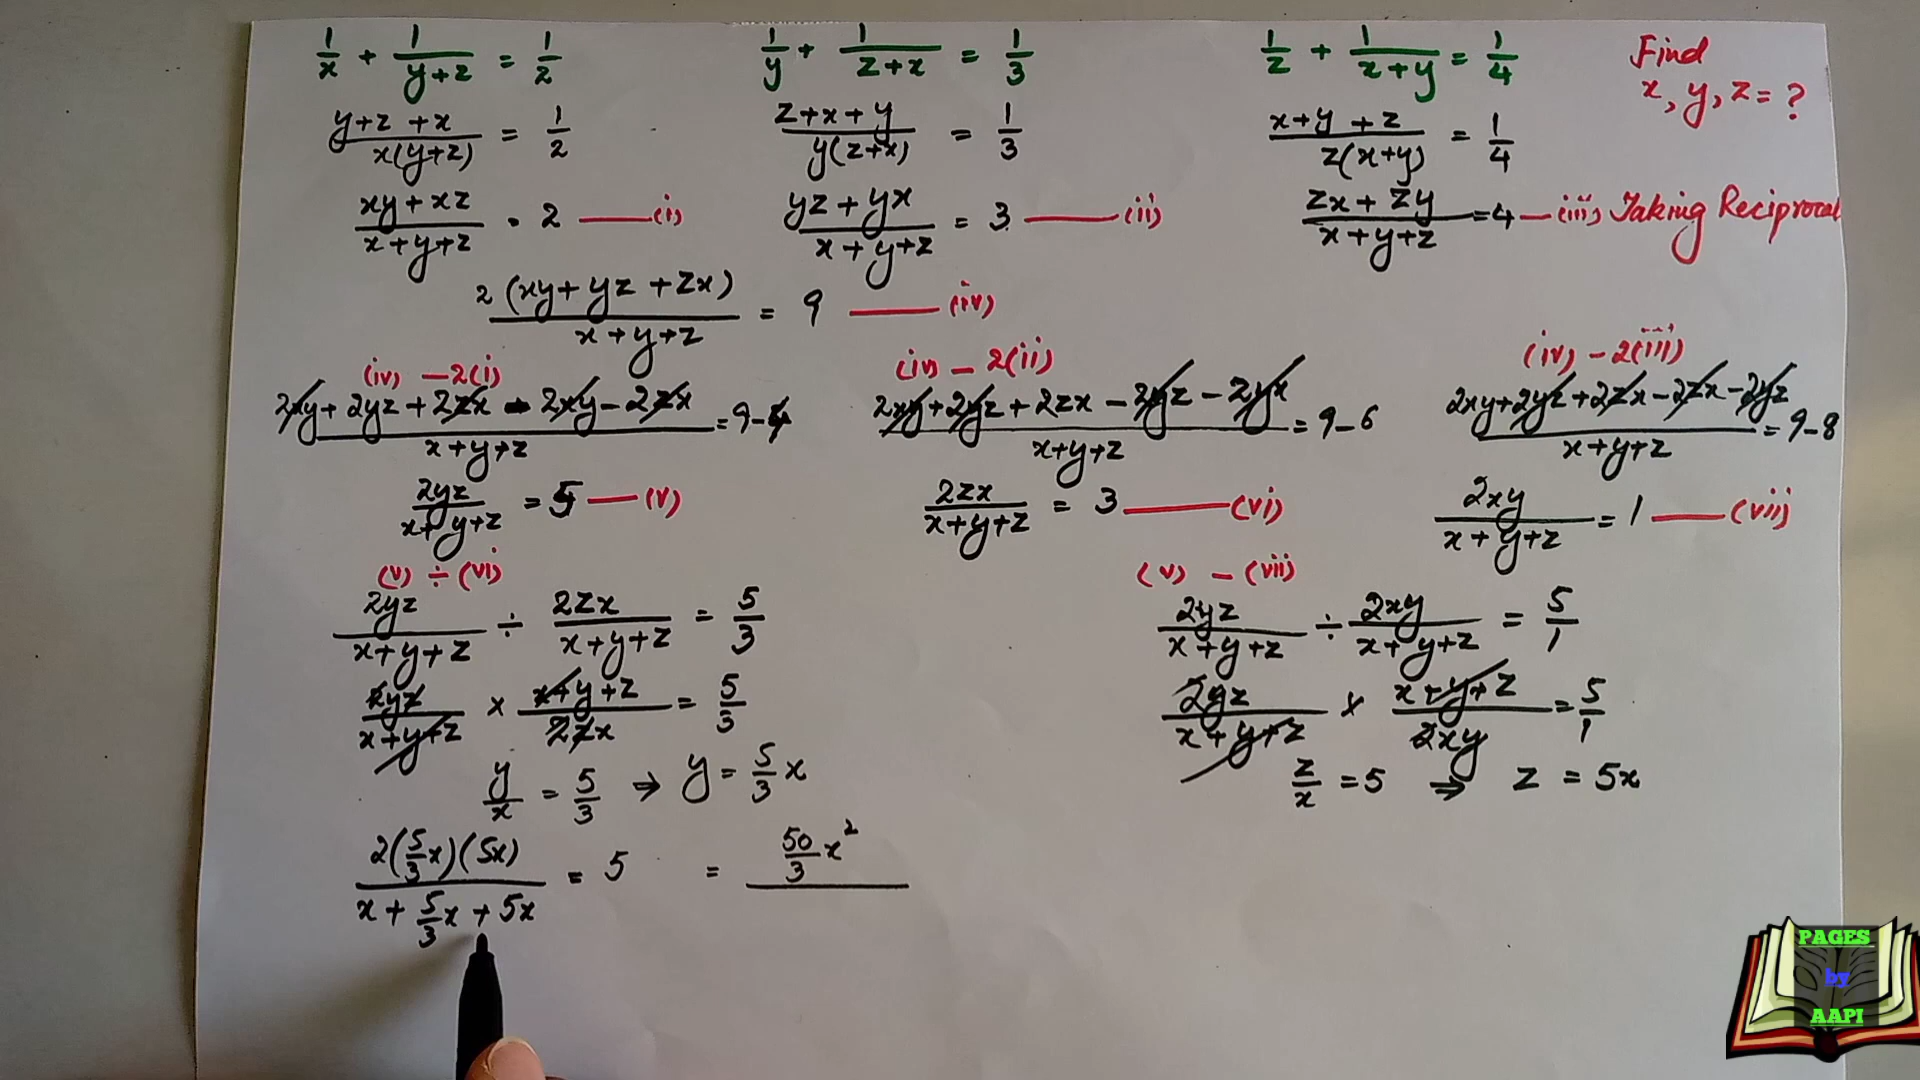 1/x + 1/(y+z) = 1/2    1/y + 1/(z+x) = 1/3    1/z + 1/(x+y) = 1/4    Find x, y, z = ?
(y+z+x)/(x(y+z)) = 1/2    (z+x+y)/(y(z+x)) = 1/3    (x+y+z)/(z(x+y)) = 1/4
(xy+xz)/(x+y+z) = 2 —(i)    (yz+yx)/(x+y+z) = 3 —(ii)    (zx+zy)/(x+y+z) = 4 —(iii) Taking Reciprocal
2(xy+yz+zx)/(x+y+z) = 9 —(iv)
(iv) - 2(i)    (iv) - 2(ii)    (iv) - 2(iii)
(2xy+2yz+2zx-2xy-2zx)/(x+y+z) = 9-4    (2xy+2yz+2zx-2yz-2yx)/(x+y+z) = 9-6    (2xy+2yz+2zx-2zx-2yz)/(x+y+z) = 9-8
2yz/(x+y+z) = 5 —(v)    2zx/(x+y+z) = 3 —(vi)    2xy/(x+y+z) = 1 —(vii)
(v) ÷ (vi)    (v) - (vii)
2yz/(x+y+z) ÷ 2zx/(x+y+z) = 5/3    2yz/(x+y+z) ÷ 2xy/(x+y+z) = 5/1
2yz/(x+y+z) × (x+y+z)/2zx = 5/3    2yz/(x+y+z) × (x+y+z)/2xy = 5/1
y/x = 5/3 ⇒ y = 5/3 x    z/x = 5 ⇒ z = 5x
2(5/3 x)(5x)/(x + 5/3 x + 5x) = 5    = 50/3 x²
PAGES
by
AAPI